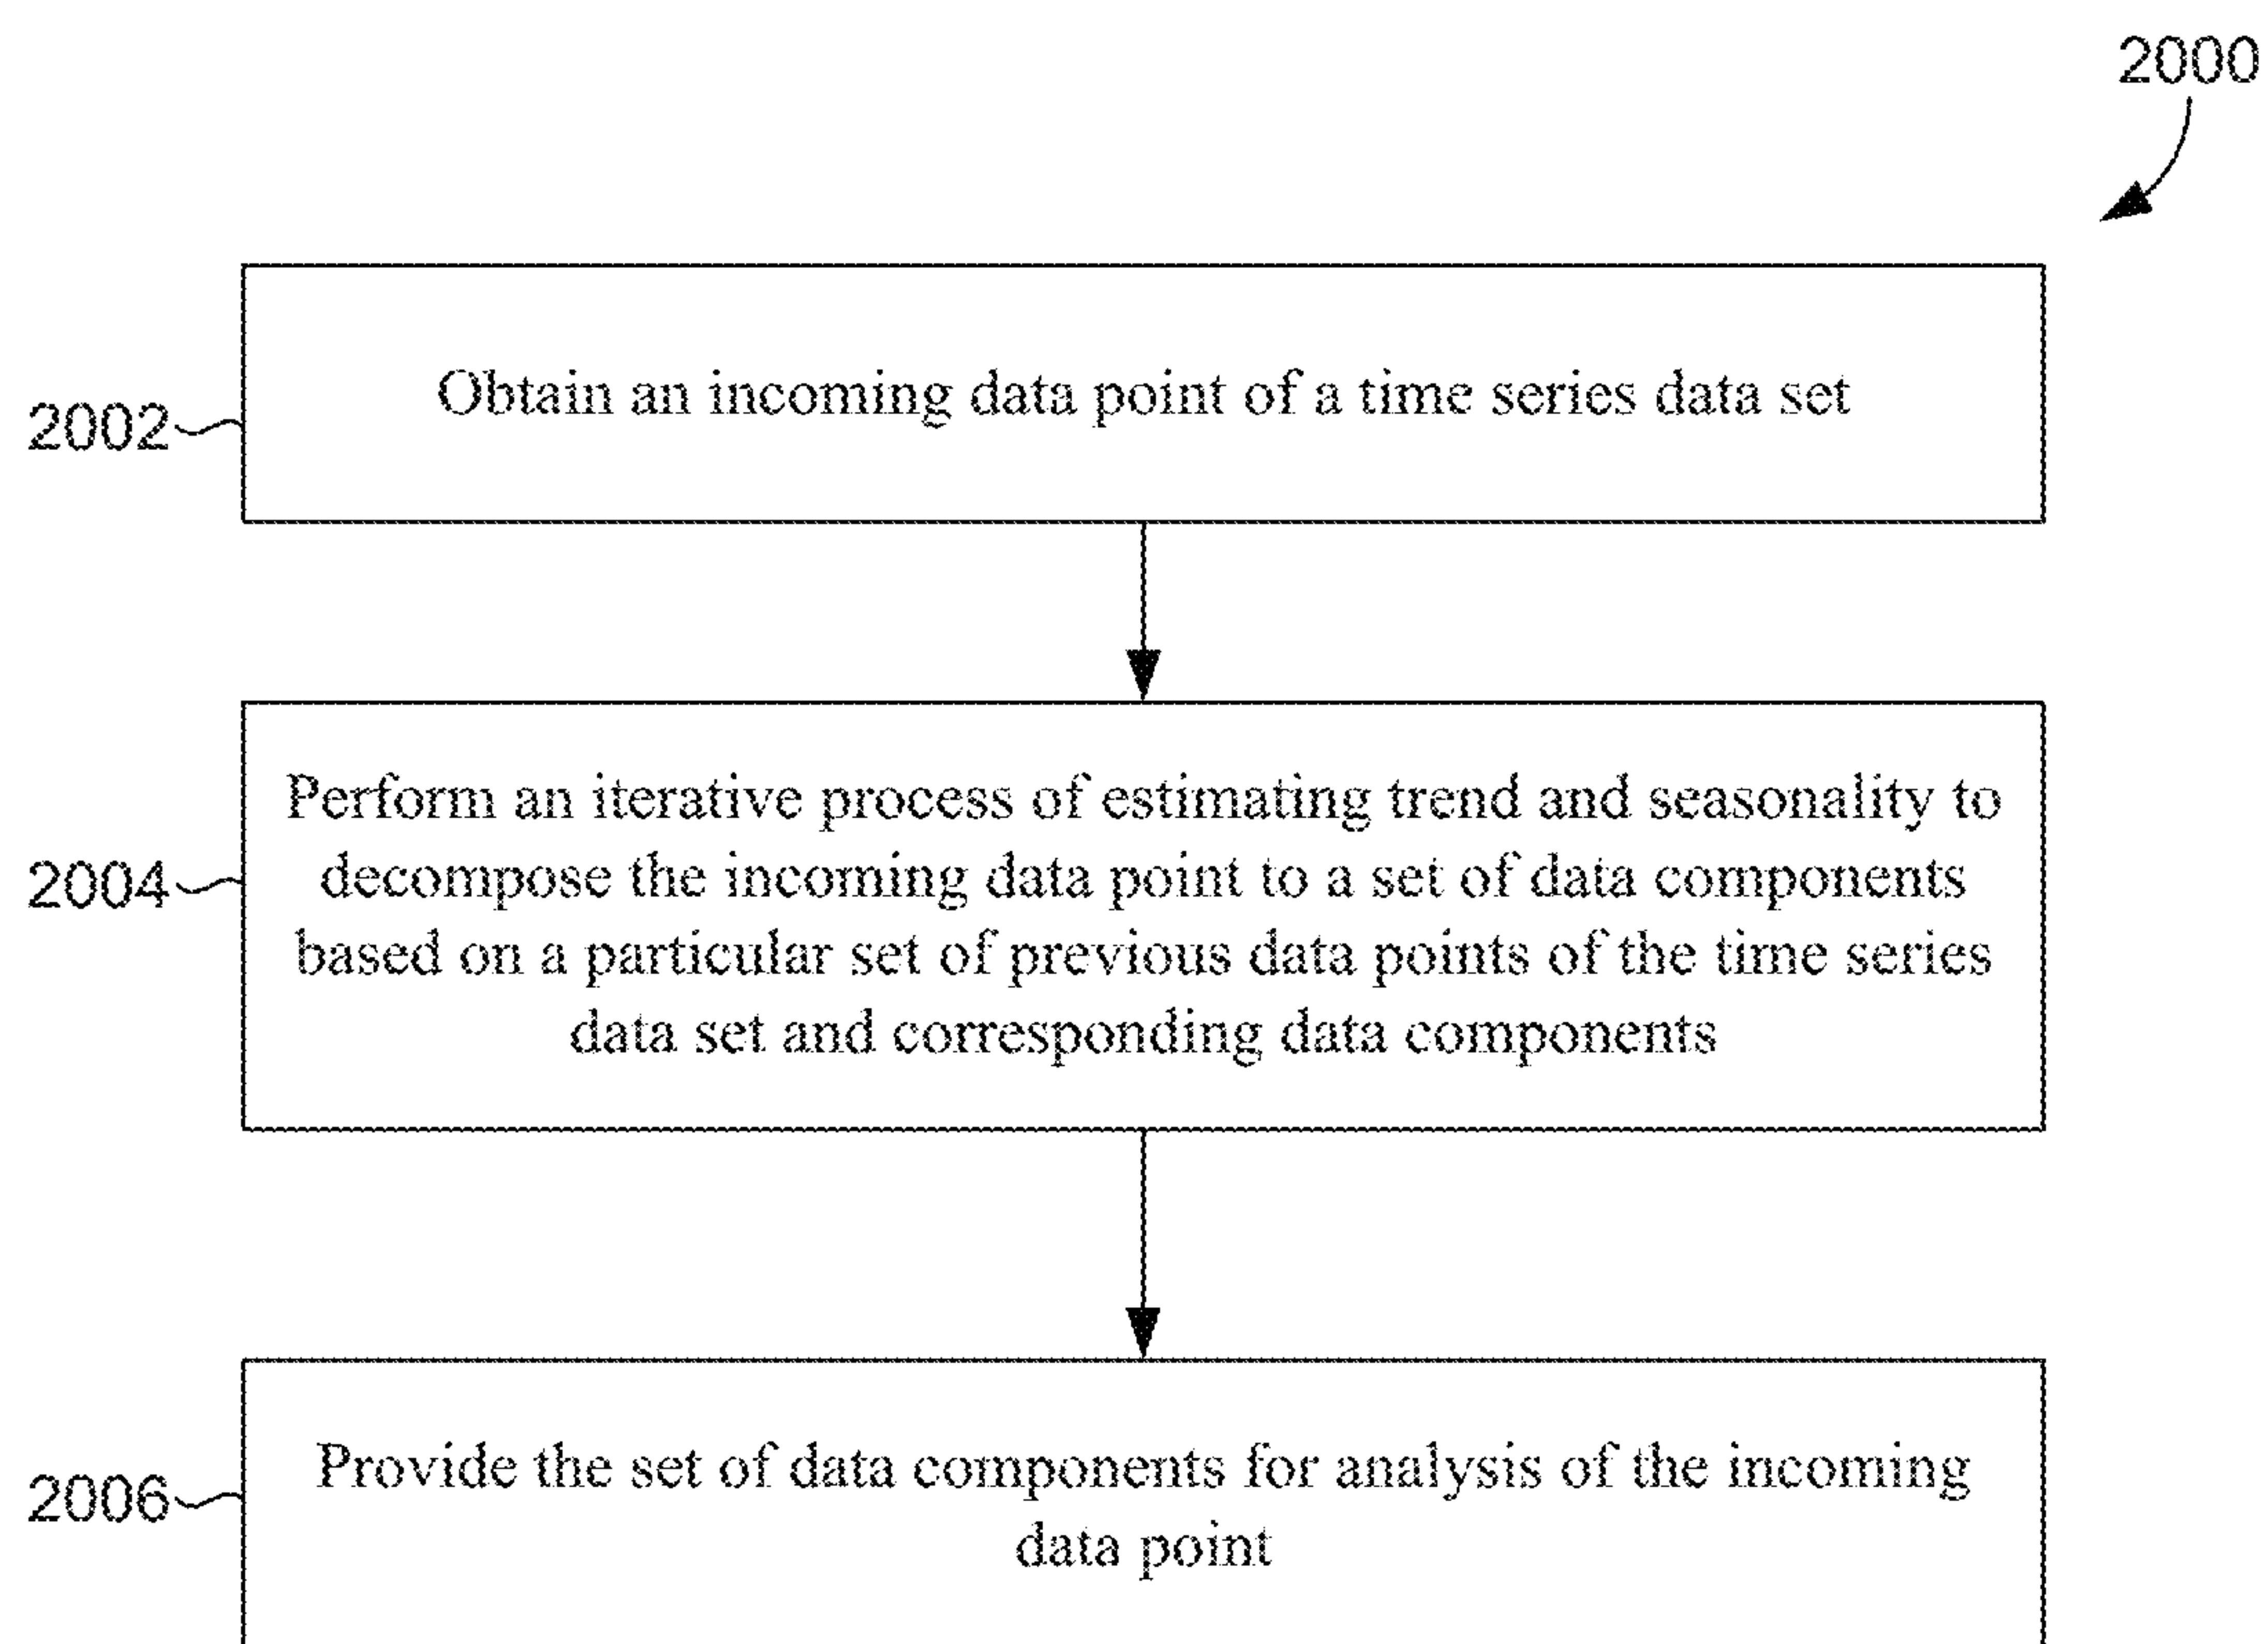 2000
2002
Obtain an incoming data point of a time series data set
2004
Perform an iterative process of estimating trend and seasonality to
decompose the incoming data point to a set of data components
based on a particular set of previous data points of the time series
data set and corresponding data components
2006
Provide the set of data components for analysis of the incoming
data point